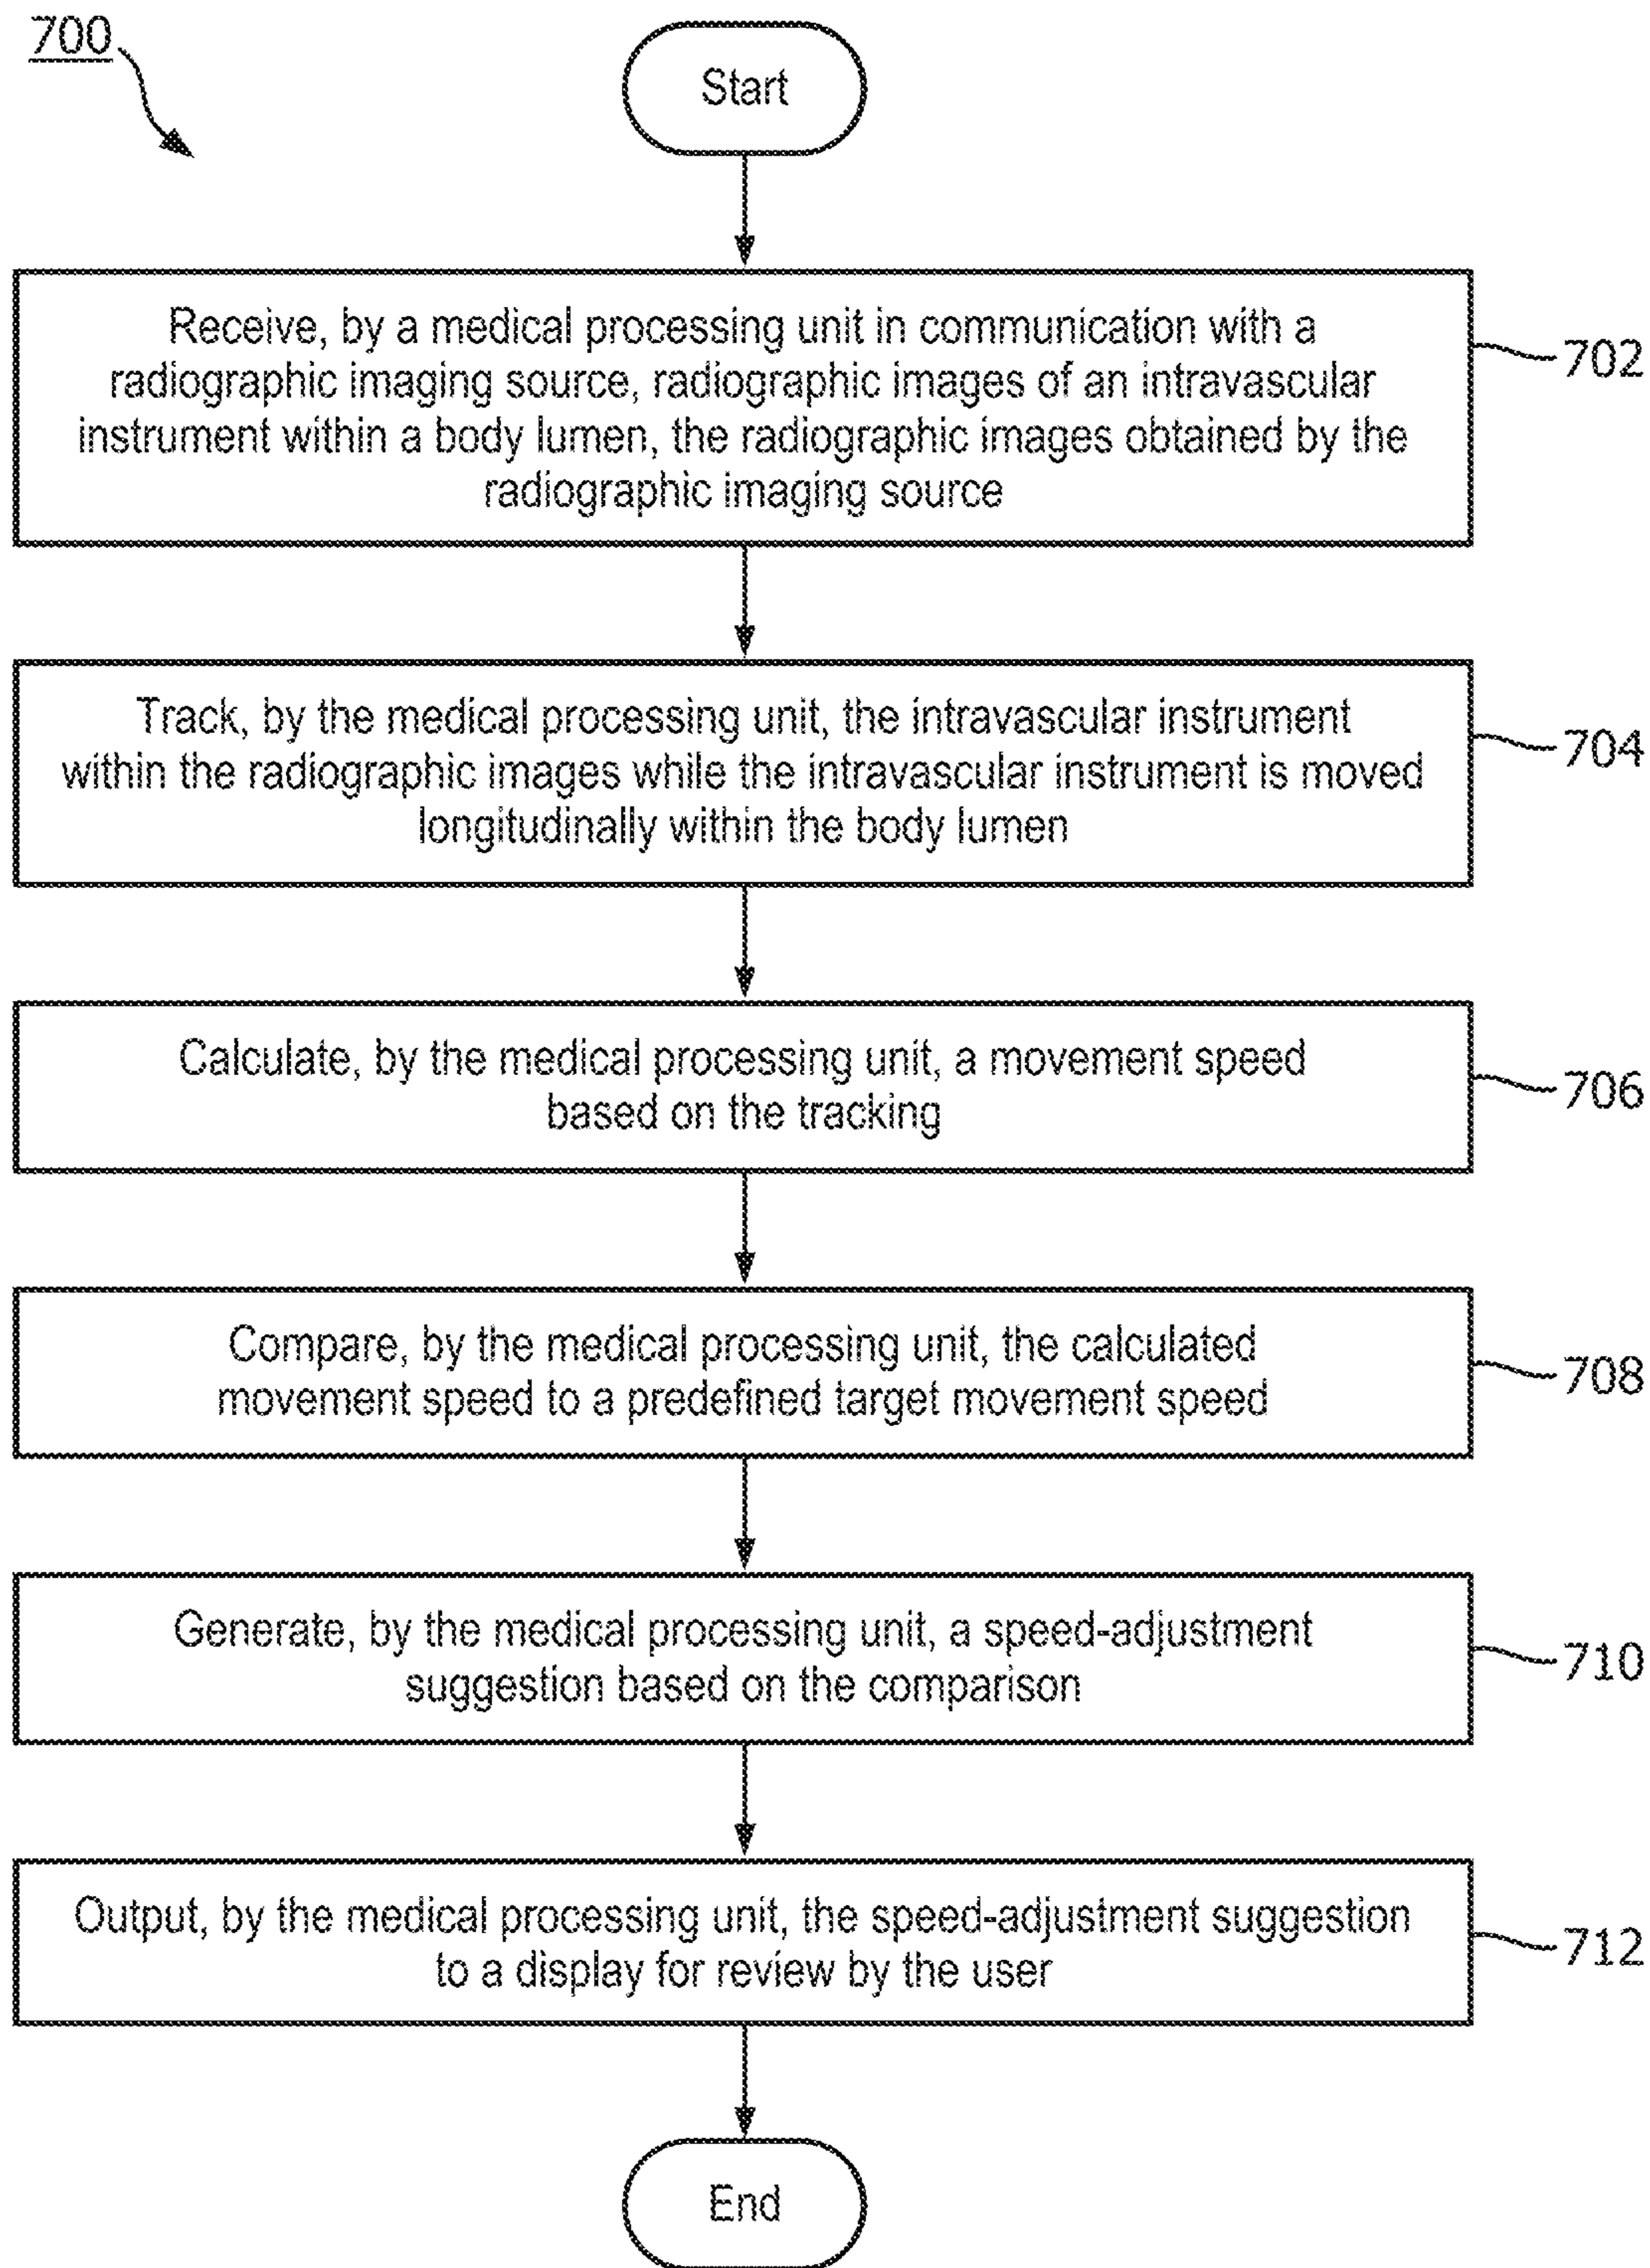 700
Start
Receive, by a medical processing unit in communication with a
radiographic imaging source, radiographic images of an intravascular
instrument within a body lumen, the radiographic images obtained by the
radiographic imaging source
702
Track, by the medical processing unit, the intravascular instrument
within the radiographic images while the intravascular instrument is moved
longitudinally within the body lumen
704
Calculate, by the medical processing unit, a movement speed
based on the tracking
706
Compare, by the medical processing unit, the calculated
movement speed to a predefined target movement speed
708
Generate, by the medical processing unit, a speed-adjustment
suggestion based on the comparison
710
Output, by the medical processing unit, the speed-adjustment suggestion
to a display for review by the user
712
End